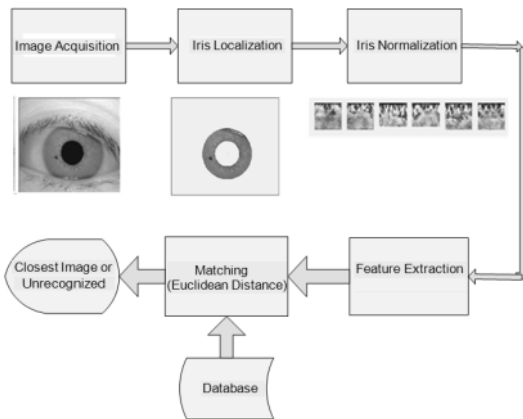 Image Acquisition
Iris Localization
Iris Normalization
Closest Image or
Unrecognized
Matching
(Euclidean Distance)
Feature Extraction
Database